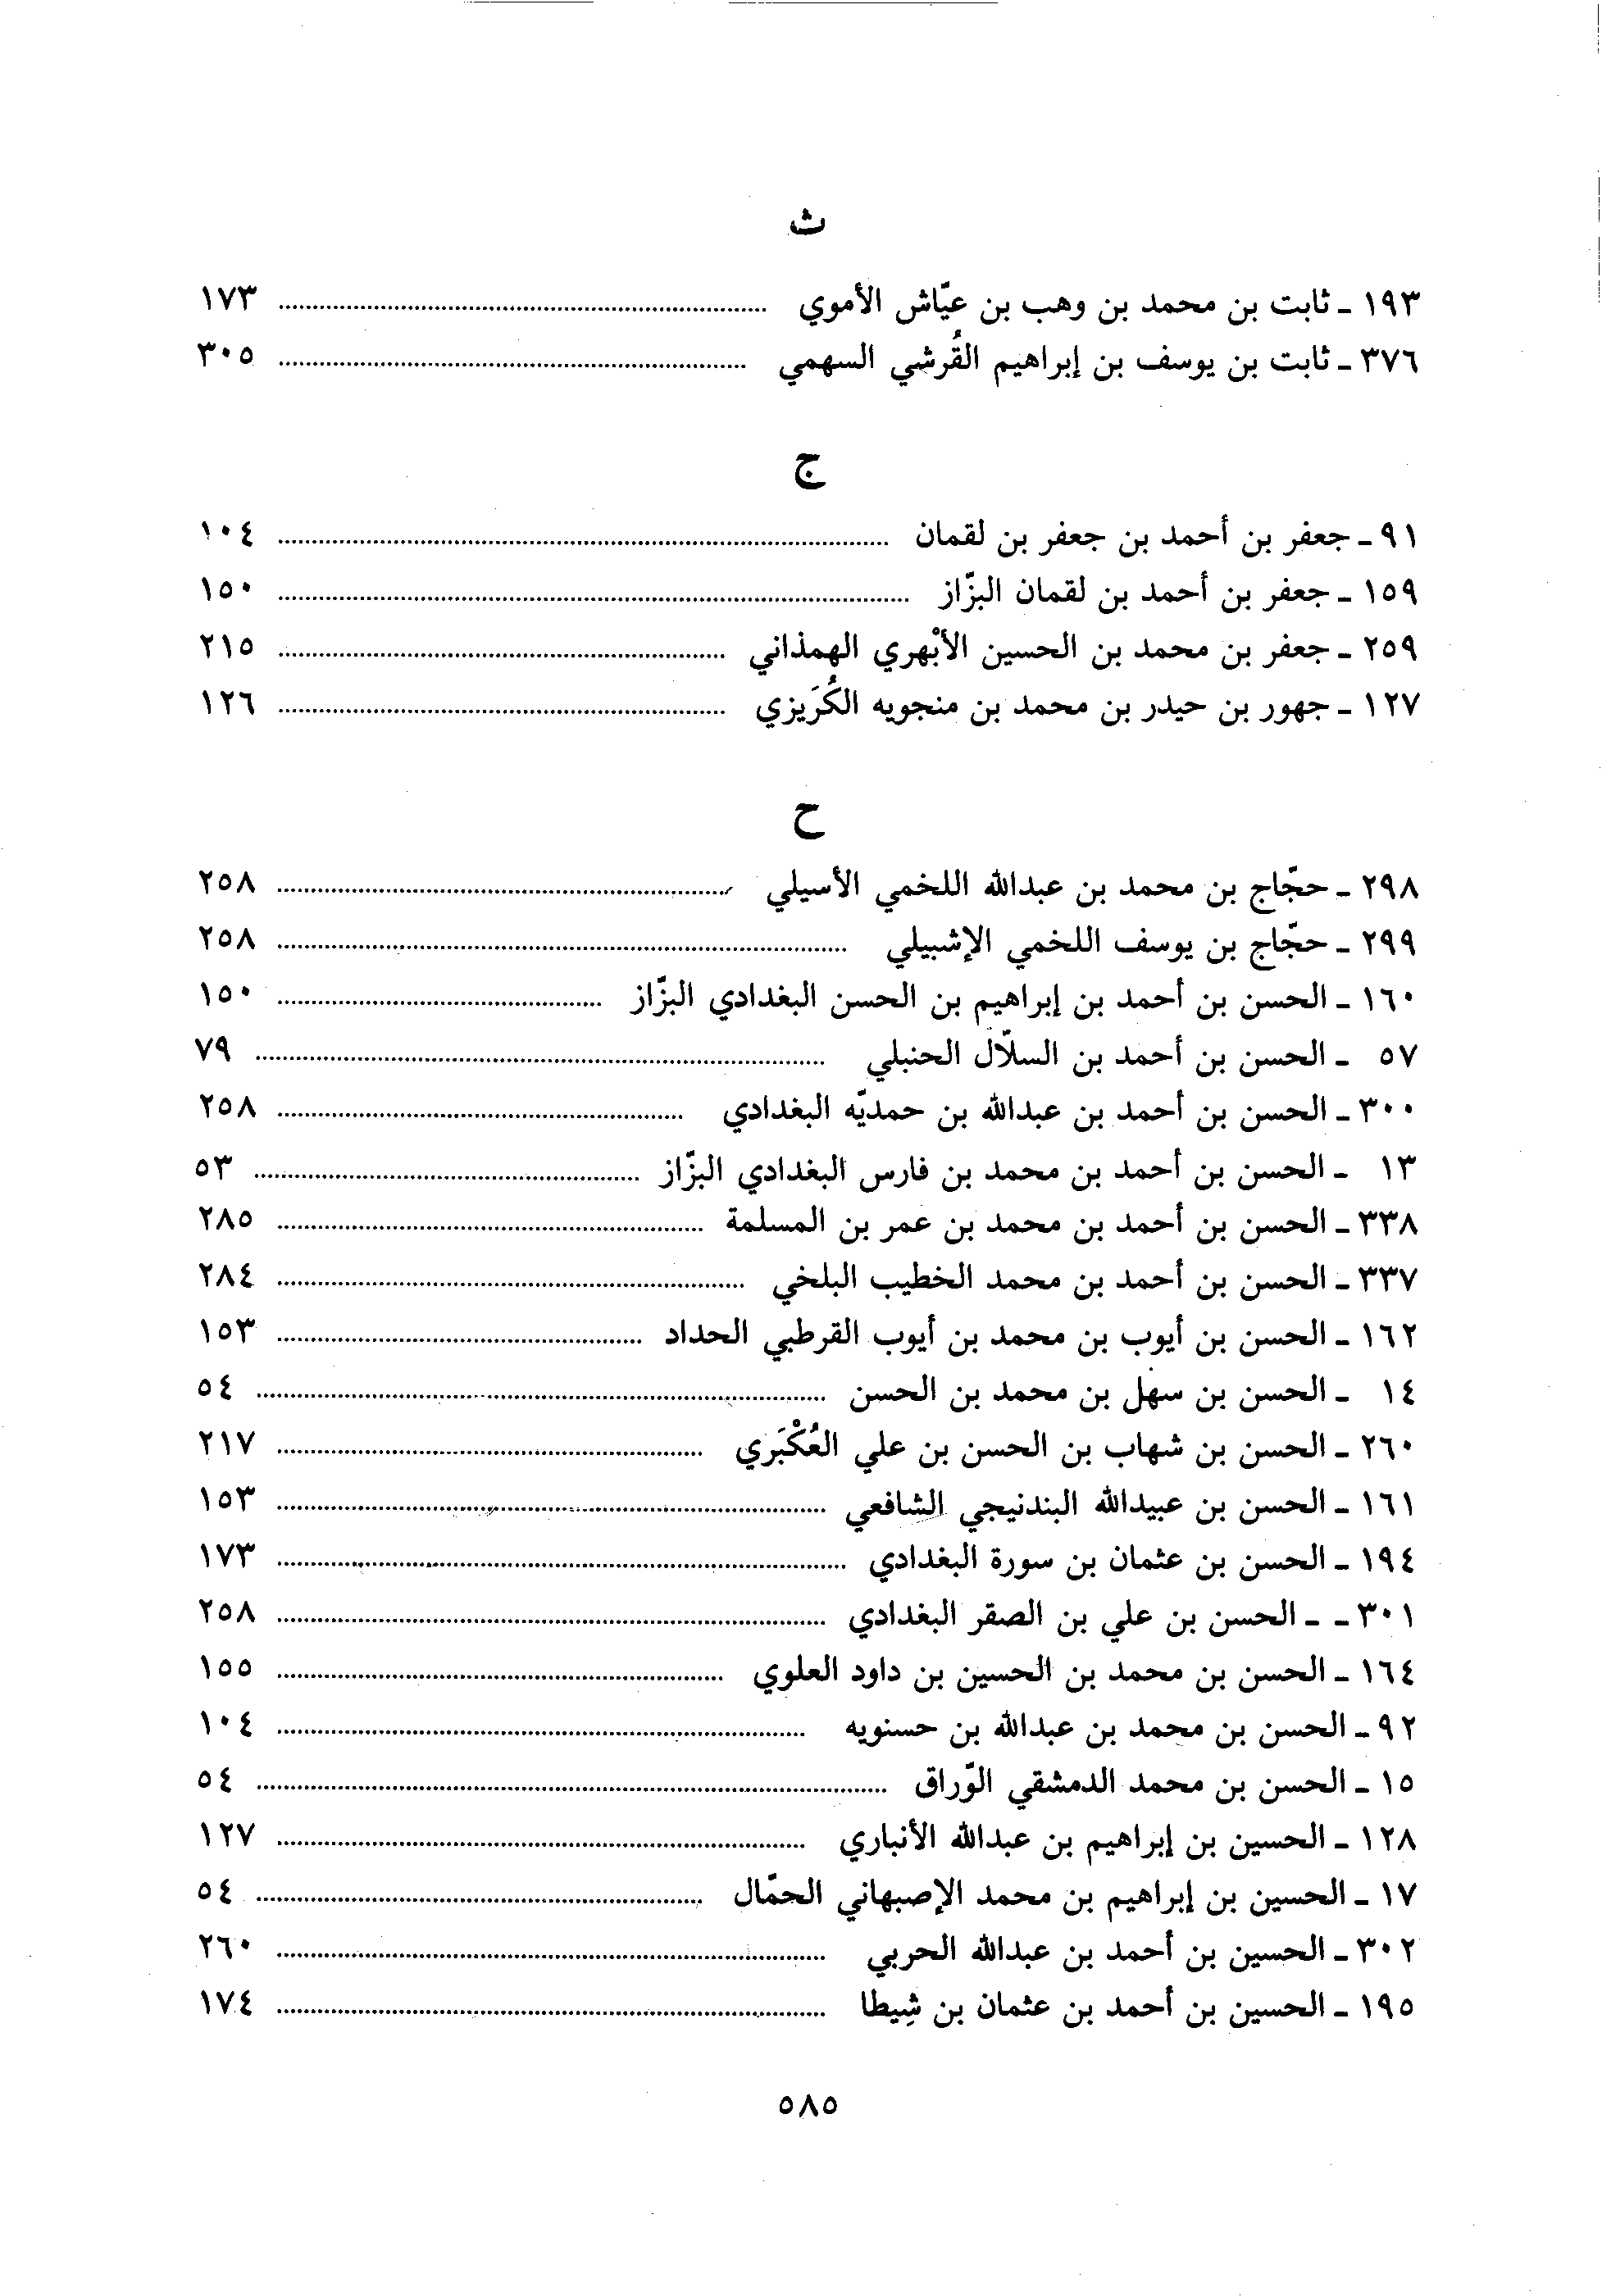 ث
١٩٣ ـ ثابت بن محمد بن وهب بن عيّاش الأموي ........ ١٧٣
٣٧٦ ـ ثابت بن يوسف بن إبراهيم القُرشي السهمي ........ ٣٠٥
ج
٩١ ـ جعفر بن أحمد بن جعفر بن لقمان ........ ١٠٤
١٥٩ ـ جعفر بن أحمد بن لقمان البزّاز ........ ١٥٠
٢٥٩ ـ جعفر بن محمد بن الحسين الأبْهري الهمذاني ........ ٢١٥
١٢٧ ـ جهور بن حيدر بن محمد بن منجويه الكُرَيزي ........ ١٢٦
ح
٢٩٨ ـ حجّاج بن محمد بن عبدالله اللخمي الأسيلي ........ ٢٥٨
٢٩٩ ـ حجّاج بن يوسف اللخمي الإشبيلي ........ ٢٥٨
١٦٠ ـ الحسن بن أحمد بن إبراهيم بن الحسن البغدادي البزّاز ........ ١٥٠
٥٧ ـ الحسن بن أحمد بن السلّال الحنبلي ........ ٧٩
٣٠٠ ـ الحسن بن أحمد بن عبدالله بن حمديّه البغدادي ........ ٢٥٨
١٣ ـ الحسن بن أحمد بن محمد بن فارس البغدادي البزّاز ........ ٥٣
٣٣٨ ـ الحسن بن أحمد بن محمد بن عمر بن المسلمة ........ ٢٨٥
٣٣٧ ـ الحسن بن أحمد بن محمد الخطيب البلخي ........ ٢٨٤
١٦٢ ـ الحسن بن أيوب بن محمد بن أيوب القرطبي الحداد ........ ١٥٣
١٤ ـ الحسن بن سهل بن محمد بن الحسن ........ ٥٤
٢٦٠ ـ الحسن بن شهاب بن الحسن بن علي العُكْبَري ........ ٢١٧
١٦١ ـ الحسن بن عبيدالله البندنيجي الشافعي ........ ١٥٣
١٩٤ ـ الحسن بن عثمان بن سورة البغدادي ........ ١٧٣
٣٠١ ـ ـ الحسن بن علي بن الصقر البغدادي ........ ٢٥٨
١٦٤ ـ الحسن بن محمد بن الحسين بن داود العلوي ........ ١٥٥
٩٢ ـ الحسن بن محمد بن عبدالله بن حسنويه ........ ١٠٤
١٥ ـ الحسن بن محمد الدمشقي الوّراق ........ ٥٤
١٢٨ ـ الحسين بن إبراهيم بن عبدالله الأنباري ........ ١٢٧
١٧ ـ الحسين بن إبراهيم بن محمد الإصبهاني الحمّال ........ ٥٤
٣٠٢ ـ الحسين بن أحمد بن عبدالله الحربي ........ ٢٦٠
١٩٥ ـ الحسين بن أحمد بن عثمان بن شِيطا ........ ١٧٤
٥٨٥